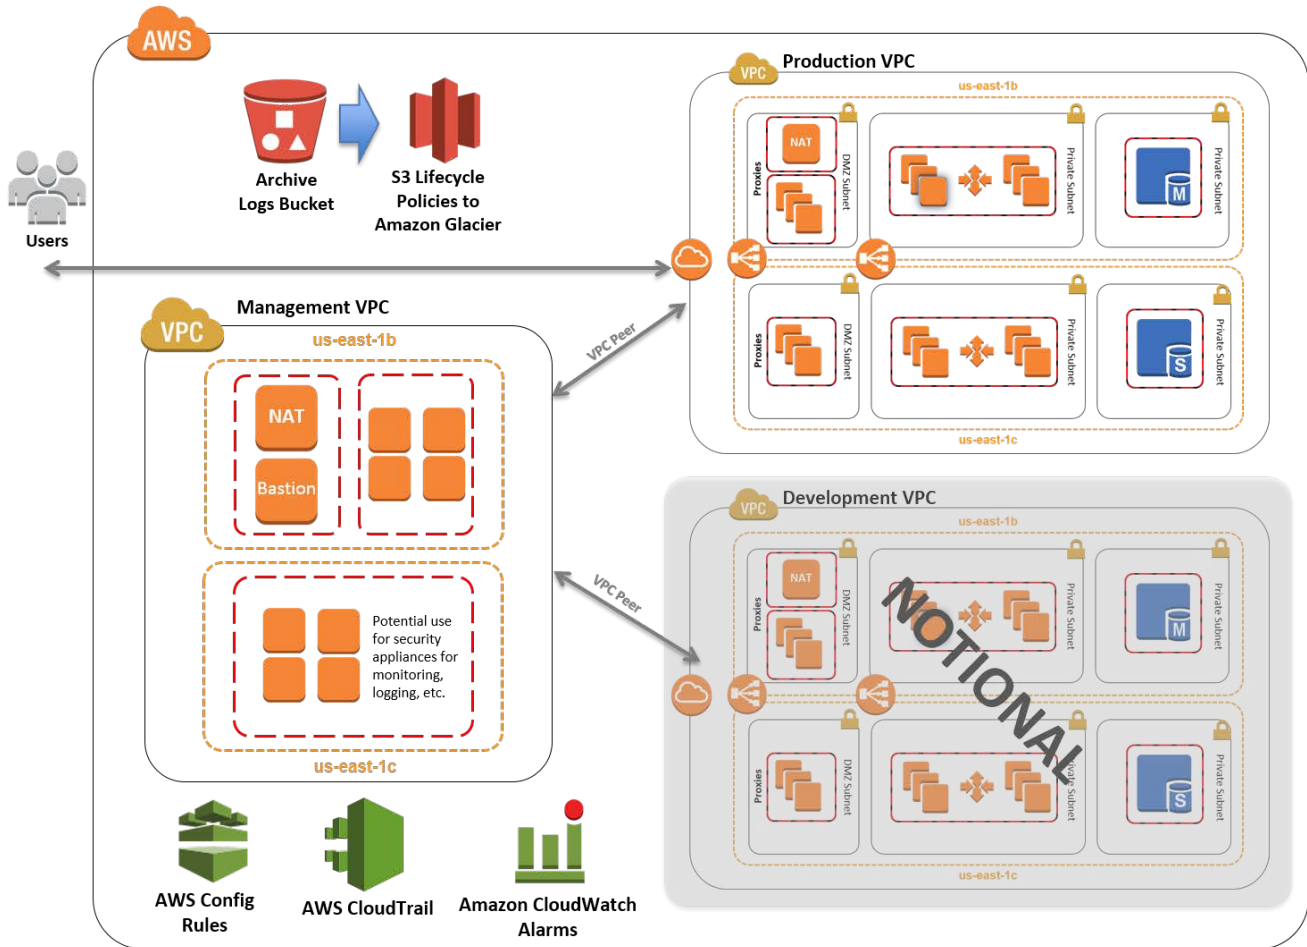 AWS
Users
Archive
Logs Bucket
S3 Lifecycle
Policies to
Amazon Glacier
VPC
Production VPC
us-east-1b
Proxies
NAT
DMZ Subnet
Private Subnet
M
Private Subnet
Proxies
DMZ Subnet
Private Subnet
S
Private Subnet
us-east-1c
VPC
Management VPC
us-east-1b
NAT
Bastion
Potential use
for security
appliances for
monitoring,
logging, etc.
us-east-1c
VPC Peer
VPC Peer
VPC
Development VPC
us-east-1b
Proxies
NAT
DMZ Subnet
Private Subnet
M
Private Subnet
NOTIONAL
Proxies
DMZ Subnet
Private Subnet
S
Private Subnet
us-east-1c
AWS Config
Rules
AWS CloudTrail
Amazon CloudWatch
Alarms